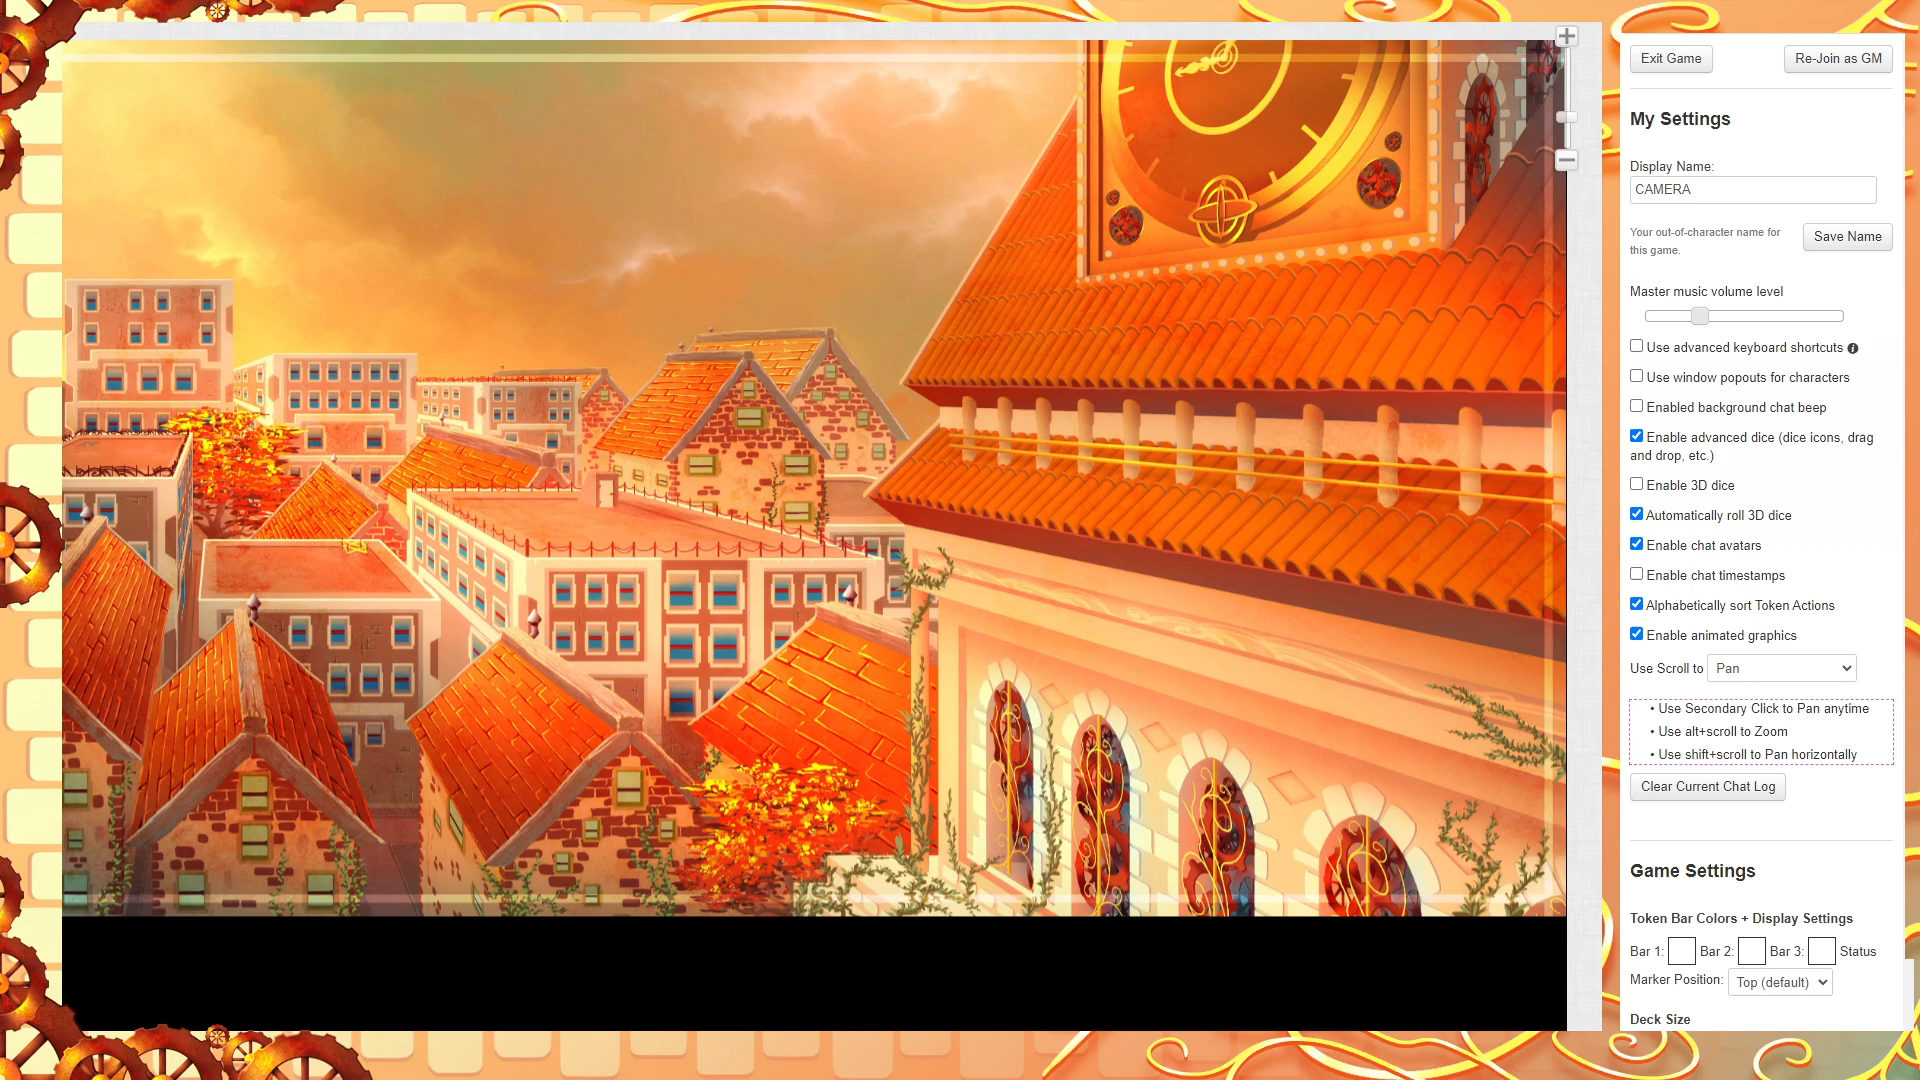 Exit Game
Re-Join as GM
My Settings
Display Name:
CAMERA
Your out-of-character name for
this game.
Save Name
Master music volume level
Use advanced keyboard shortcuts
Use window popouts for characters
Enabled background chat beep
Enable advanced dice (dice icons, drag
and drop, etc.)
Enable 3D dice
Automatically roll 3D dice
Enable chat avatars
Enable chat timestamps
Alphabetically sort Token Actions
Enable animated graphics
Use Scroll to Pan
• Use Secondary Click to Pan anytime
• Use alt+scroll to Zoom
• Use shift+scroll to Pan horizontally
Clear Current Chat Log
Game Settings
Token Bar Colors + Display Settings
Bar 1: Bar 2: Bar 3: Status
Marker Position: Top (default)
Deck Size